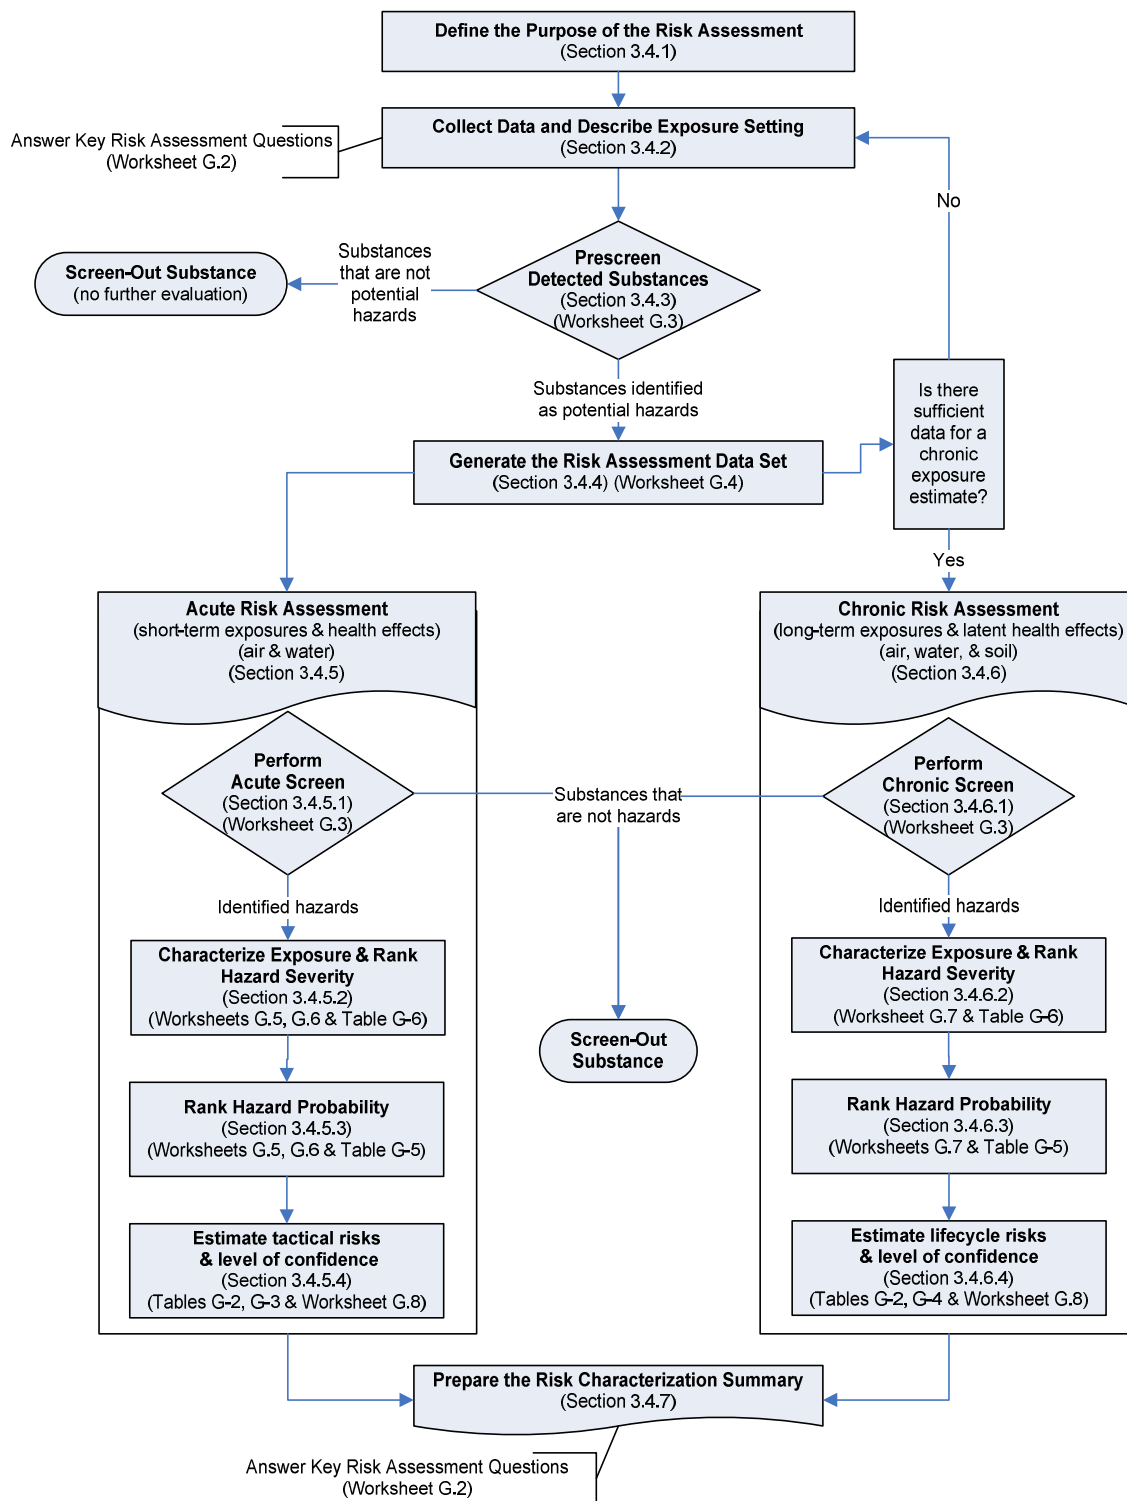 Define the Purpose of the Risk Assessment
(Section 3.4.1)
Answer Key Risk Assessment Questions
(Worksheet G.2)
Collect Data and Describe Exposure Setting
(Section 3.4.2)
No
Screen-Out Substance
(no further evaluation)
Substances
that are not
potential
hazards
Prescreen
Detected Substances
(Section 3.4.3)
(Worksheet G.3)
Substances identified
as potential hazards
Is there
sufficient
data for a
chronic
exposure
estimate?
Generate the Risk Assessment Data Set
(Section 3.4.4) (Worksheet G.4)
Yes
Acute Risk Assessment
(short-term exposures & health effects)
(air & water)
(Section 3.4.5)
Chronic Risk Assessment
(long-term exposures & latent health effects)
(air, water, & soil)
(Section 3.4.6)
Perform
Acute Screen
(Section 3.4.5.1)
(Worksheet G.3)
Substances that
are not hazards
Perform
Chronic Screen
(Section 3.4.6.1)
(Worksheet G.3)
Identified hazards
Identified hazards
Characterize Exposure & Rank
Hazard Severity
(Section 3.4.5.2)
(Worksheets G.5, G.6 & Table G-6)
Characterize Exposure & Rank
Hazard Severity
(Section 3.4.6.2)
(Worksheet G.7 & Table G-6)
Screen-Out
Substance
Rank Hazard Probability
(Section 3.4.5.3)
(Worksheets G.5, G.6 & Table G-5)
Rank Hazard Probability
(Section 3.4.6.3)
(Worksheets G.7 & Table G-5)
Estimate tactical risks
& level of confidence
(Section 3.4.5.4)
(Tables G-2, G-3 & Worksheet G.8)
Estimate lifecycle risks
& level of confidence
(Section 3.4.6.4)
(Tables G-2, G-4 & Worksheet G.8)
Prepare the Risk Characterization Summary
(Section 3.4.7)
Answer Key Risk Assessment Questions
(Worksheet G.2)